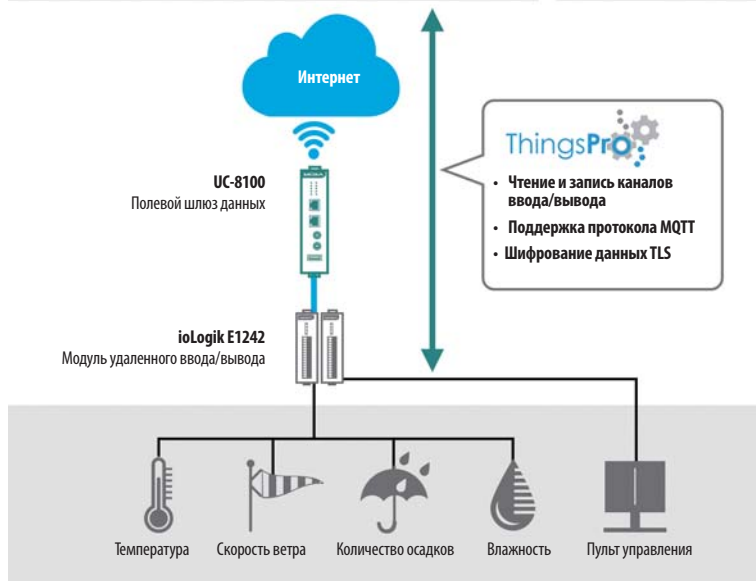 Интернет
UC-8100
Полевой шлюз данных
ThingsPro
• Чтение и запись каналов
ввода/вывода
• Поддержка протокола MQTT
• Шифрование данных TLS
ioLogik E1242
Модуль удаленного ввода/вывода
Температура
Скорость ветра
Количество осадков
Влажность
Пульт управления